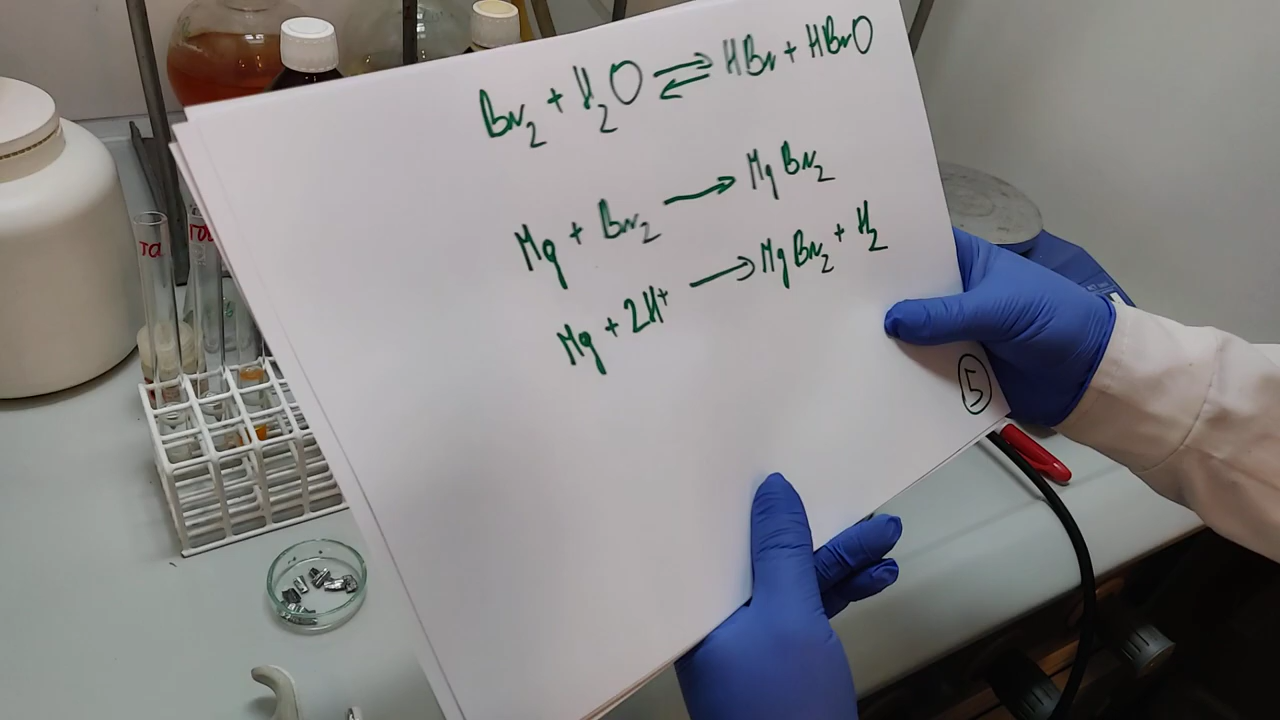 Br₂ + H₂O ⇌ HBr + HBrO
Mg + Br₂ → MgBr₂
Mg + 2H⁺ → MgBr₂ + H₂
5